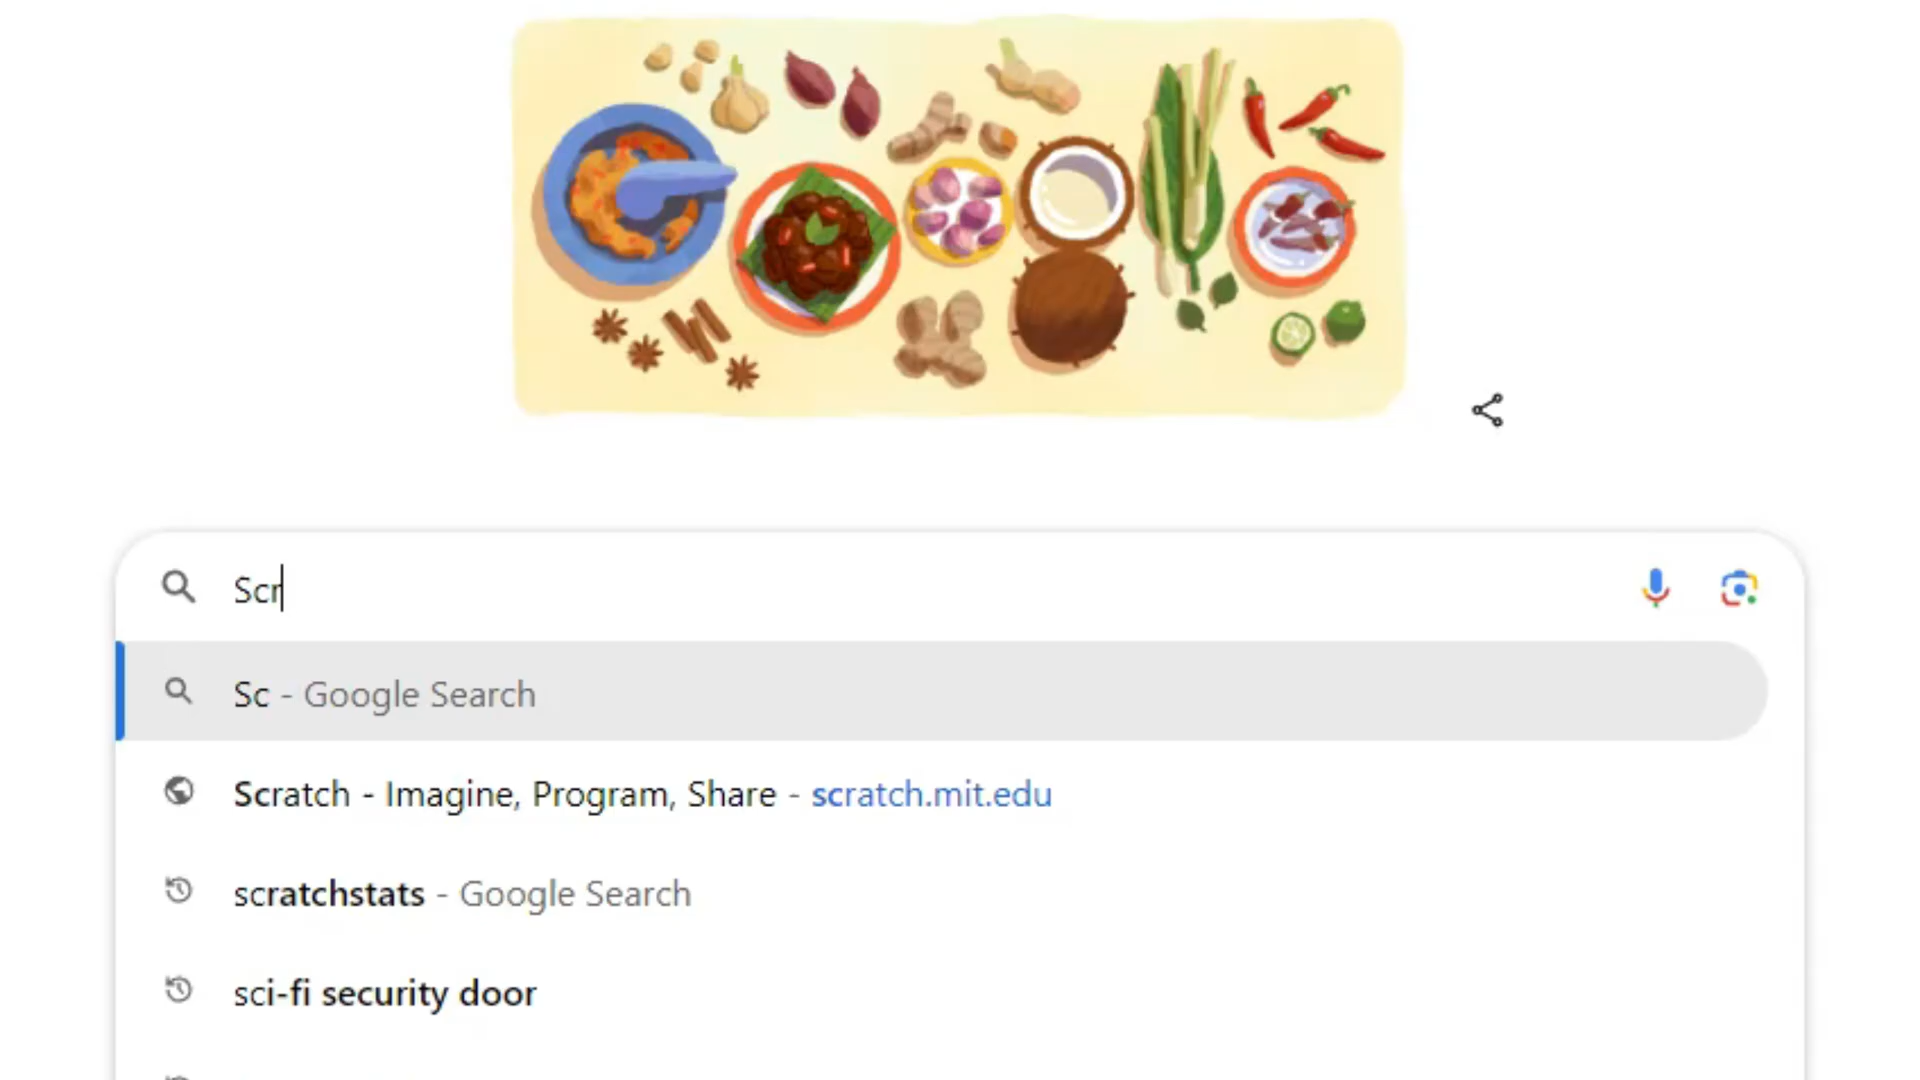 Scr
Sc - Google Search
Scratch - Imagine, Program, Share - scratch.mit.edu
scratchstats - Google Search
sci-fi security door